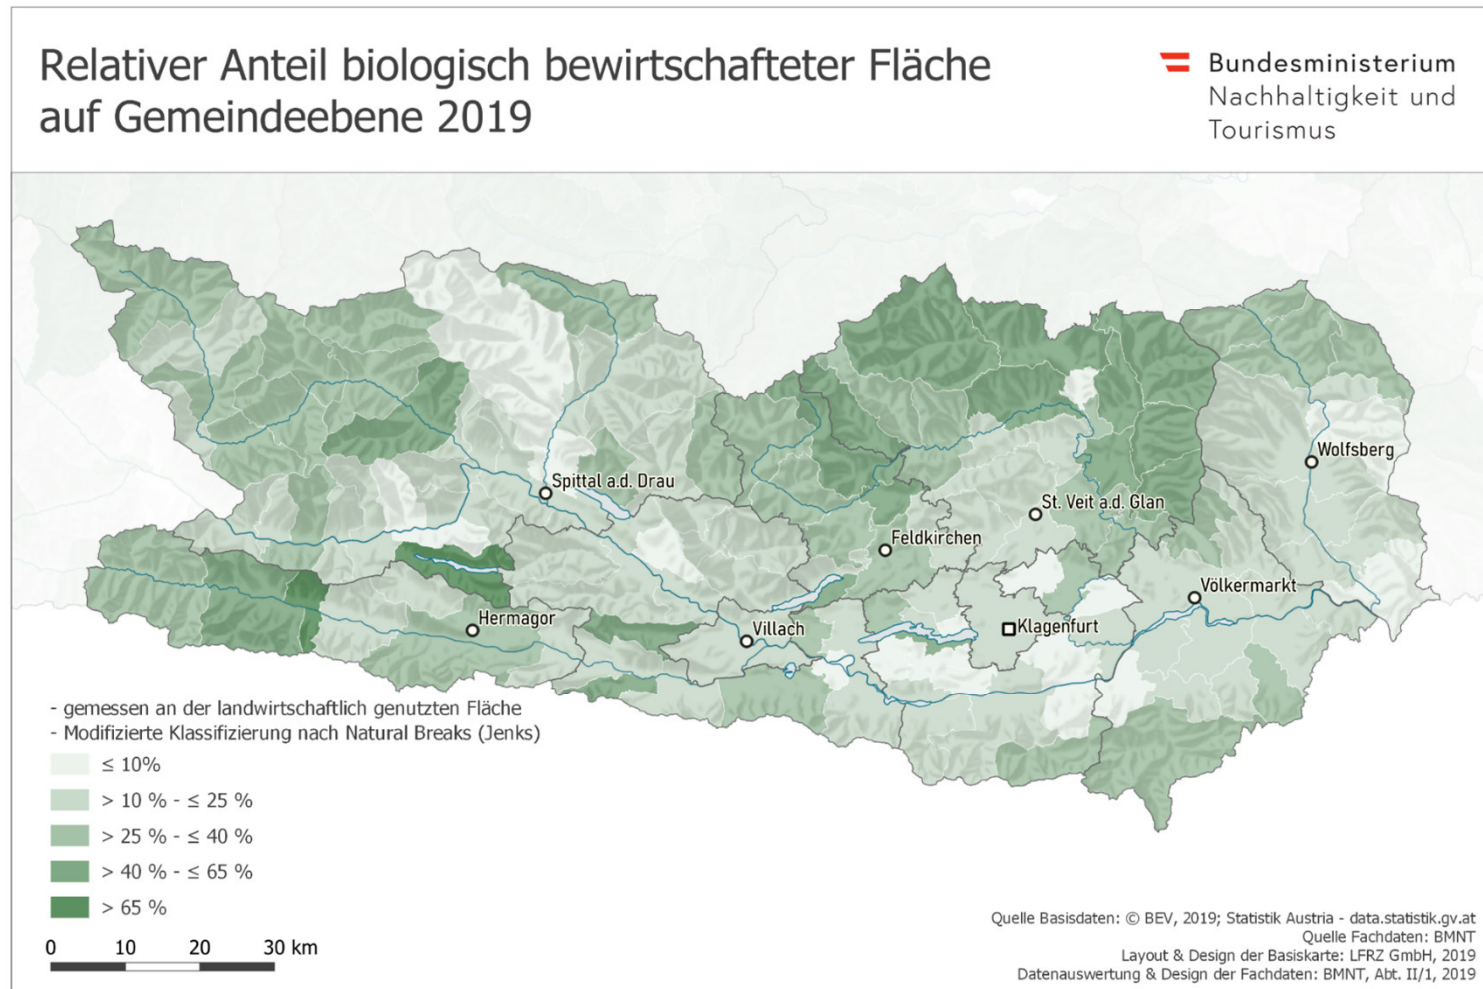 Relativer Anteil biologisch bewirtschafteter Fläche
auf Gemeindeebene 2019
Bundesministerium
Nachhaltigkeit und
Tourismus
Wolfsberg
Spittal a.d. Drau
St. Veit a.d. Glan
Feldkirchen
Völkermarkt
Hermagor
Villach
Klagenfurt
- gemessen an der landwirtschaftlich genutzten Fläche
- Modifizierte Klassifizierung nach Natural Breaks (Jenks)
≤ 10%
> 10 % - ≤ 25 %
> 25 % - ≤ 40 %
> 40 % - ≤ 65 %
> 65 %
0 10 20 30 km
Quelle Basisdaten: © BEV, 2019; Statistik Austria - data.statistik.gv.at
Quelle Fachdaten: BMNT
Layout & Design der Basiskarte: LFRZ GmbH, 2019
Datenauswertung & Design der Fachdaten: BMNT, Abt. II/1, 2019